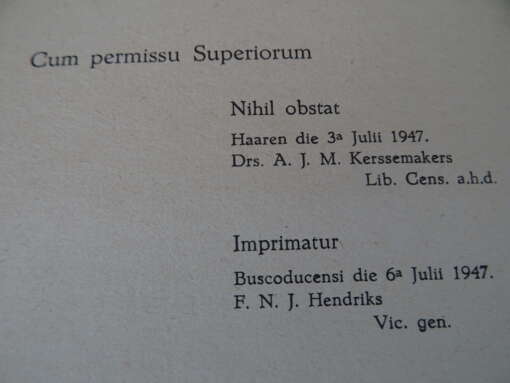 Cum permissu Superiorum
Nihil obstat
Haaren die 3a Julii 1947.
Drs. A. J. M. Kerssemakers
Lib. Cens. a.h.d.
Imprimatur
Buscoducensi die 6a Julii 1947.
F. N. J. Hendriks
Vic. gen.